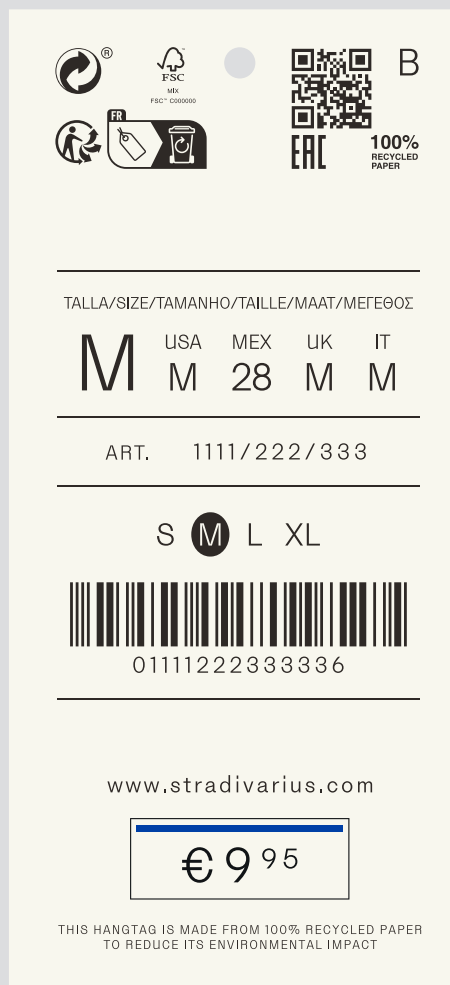 ®
FSC
MIX
FSC™ C000000
B
FR
EAC
100%
RECYCLED
PAPER
TALLA/SIZE/TAMANHO/TAILLE/MAAT/ΜΕΓΕΘΟΣ
M
USA MEX UK IT
M 28 M M
ART. 1111/222/333
S M L XL
01111222333336
www.stradivarius.com
€9 95
THIS HANGTAG IS MADE FROM 100% RECYCLED PAPER
TO REDUCE ITS ENVIRONMENTAL IMPACT